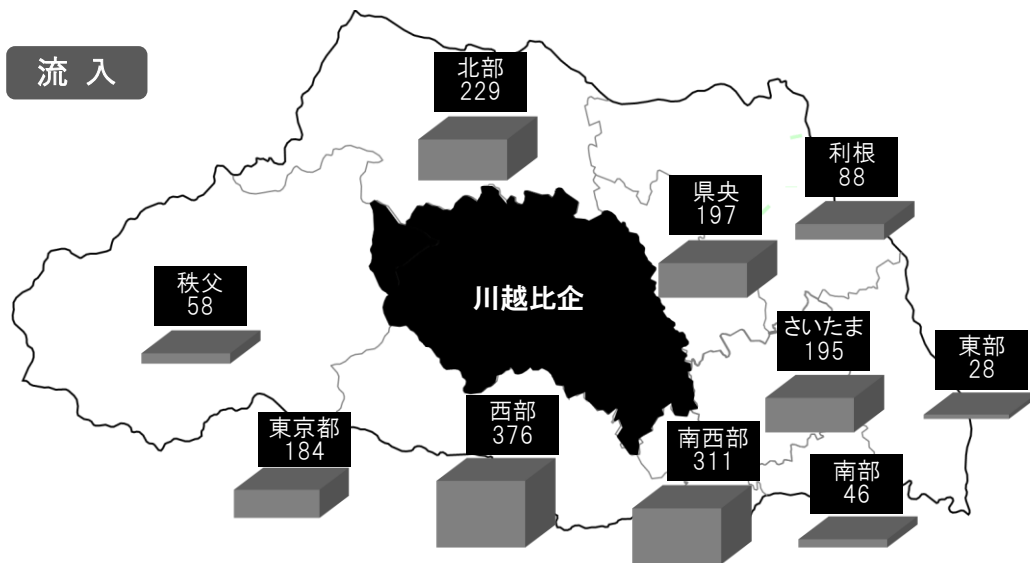 流 入
北部
229
利根
88
県央
197
秩父
58
川越比企
さいたま
195
東部
28
西部
376
東京都
184
南西部
311
南部
46